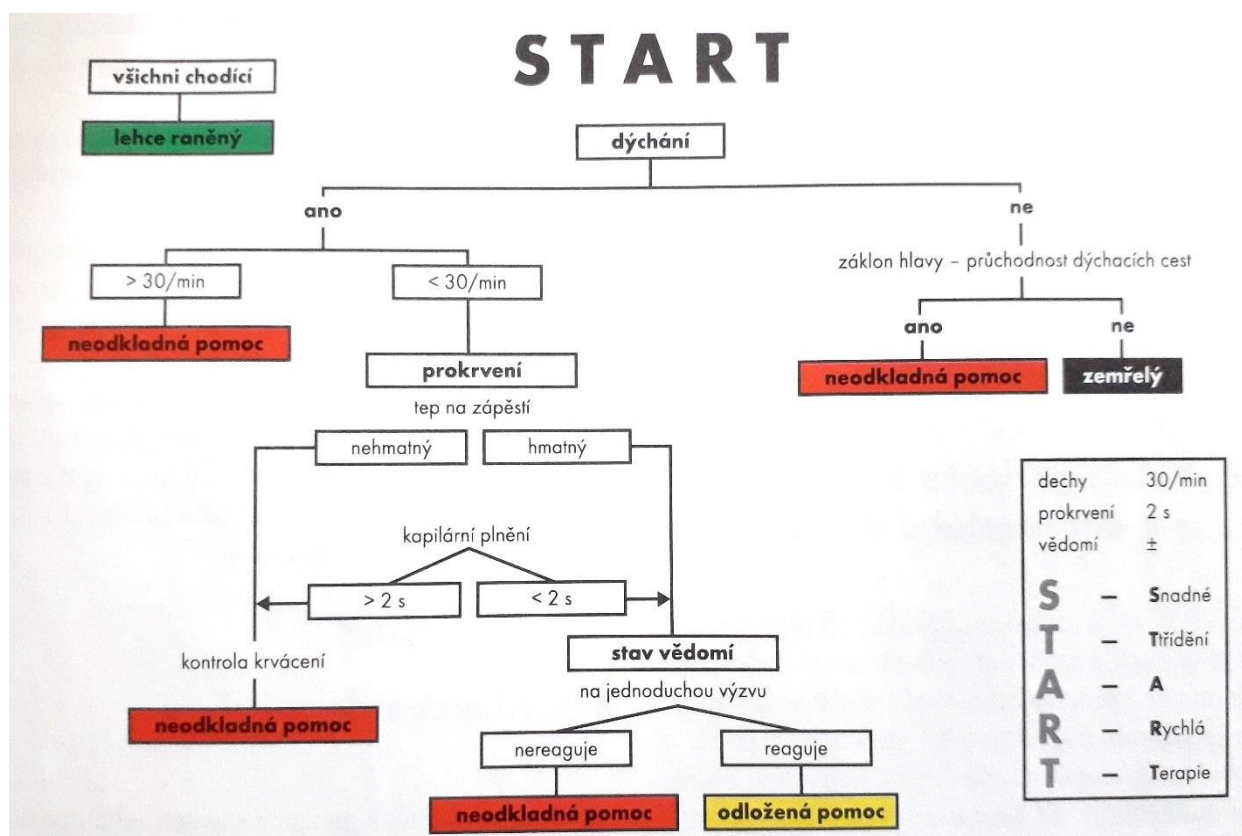 START
všichni chodící
lehce raněný
dýchání
ano
ne
> 30/min
< 30/min
záklon hlavy – průchodnost dýchacích cest
neodkladná pomoc
prokrvení
ano
ne
neodkladná pomoc
zemřelý
tep na zápěstí
nehmatný
hmatný
kapilární plnění
> 2 s
< 2 s
kontrola krvácení
neodkladná pomoc
stav vědomí
na jednoduchou výzvu
nereaguje
reaguje
neodkladná pomoc
odložená pomoc
dechy 30/min
prokrvení 2 s
vědomí ±
S – Snadné
T – Třídění
A – A
R – Rychlá
T – Terapie